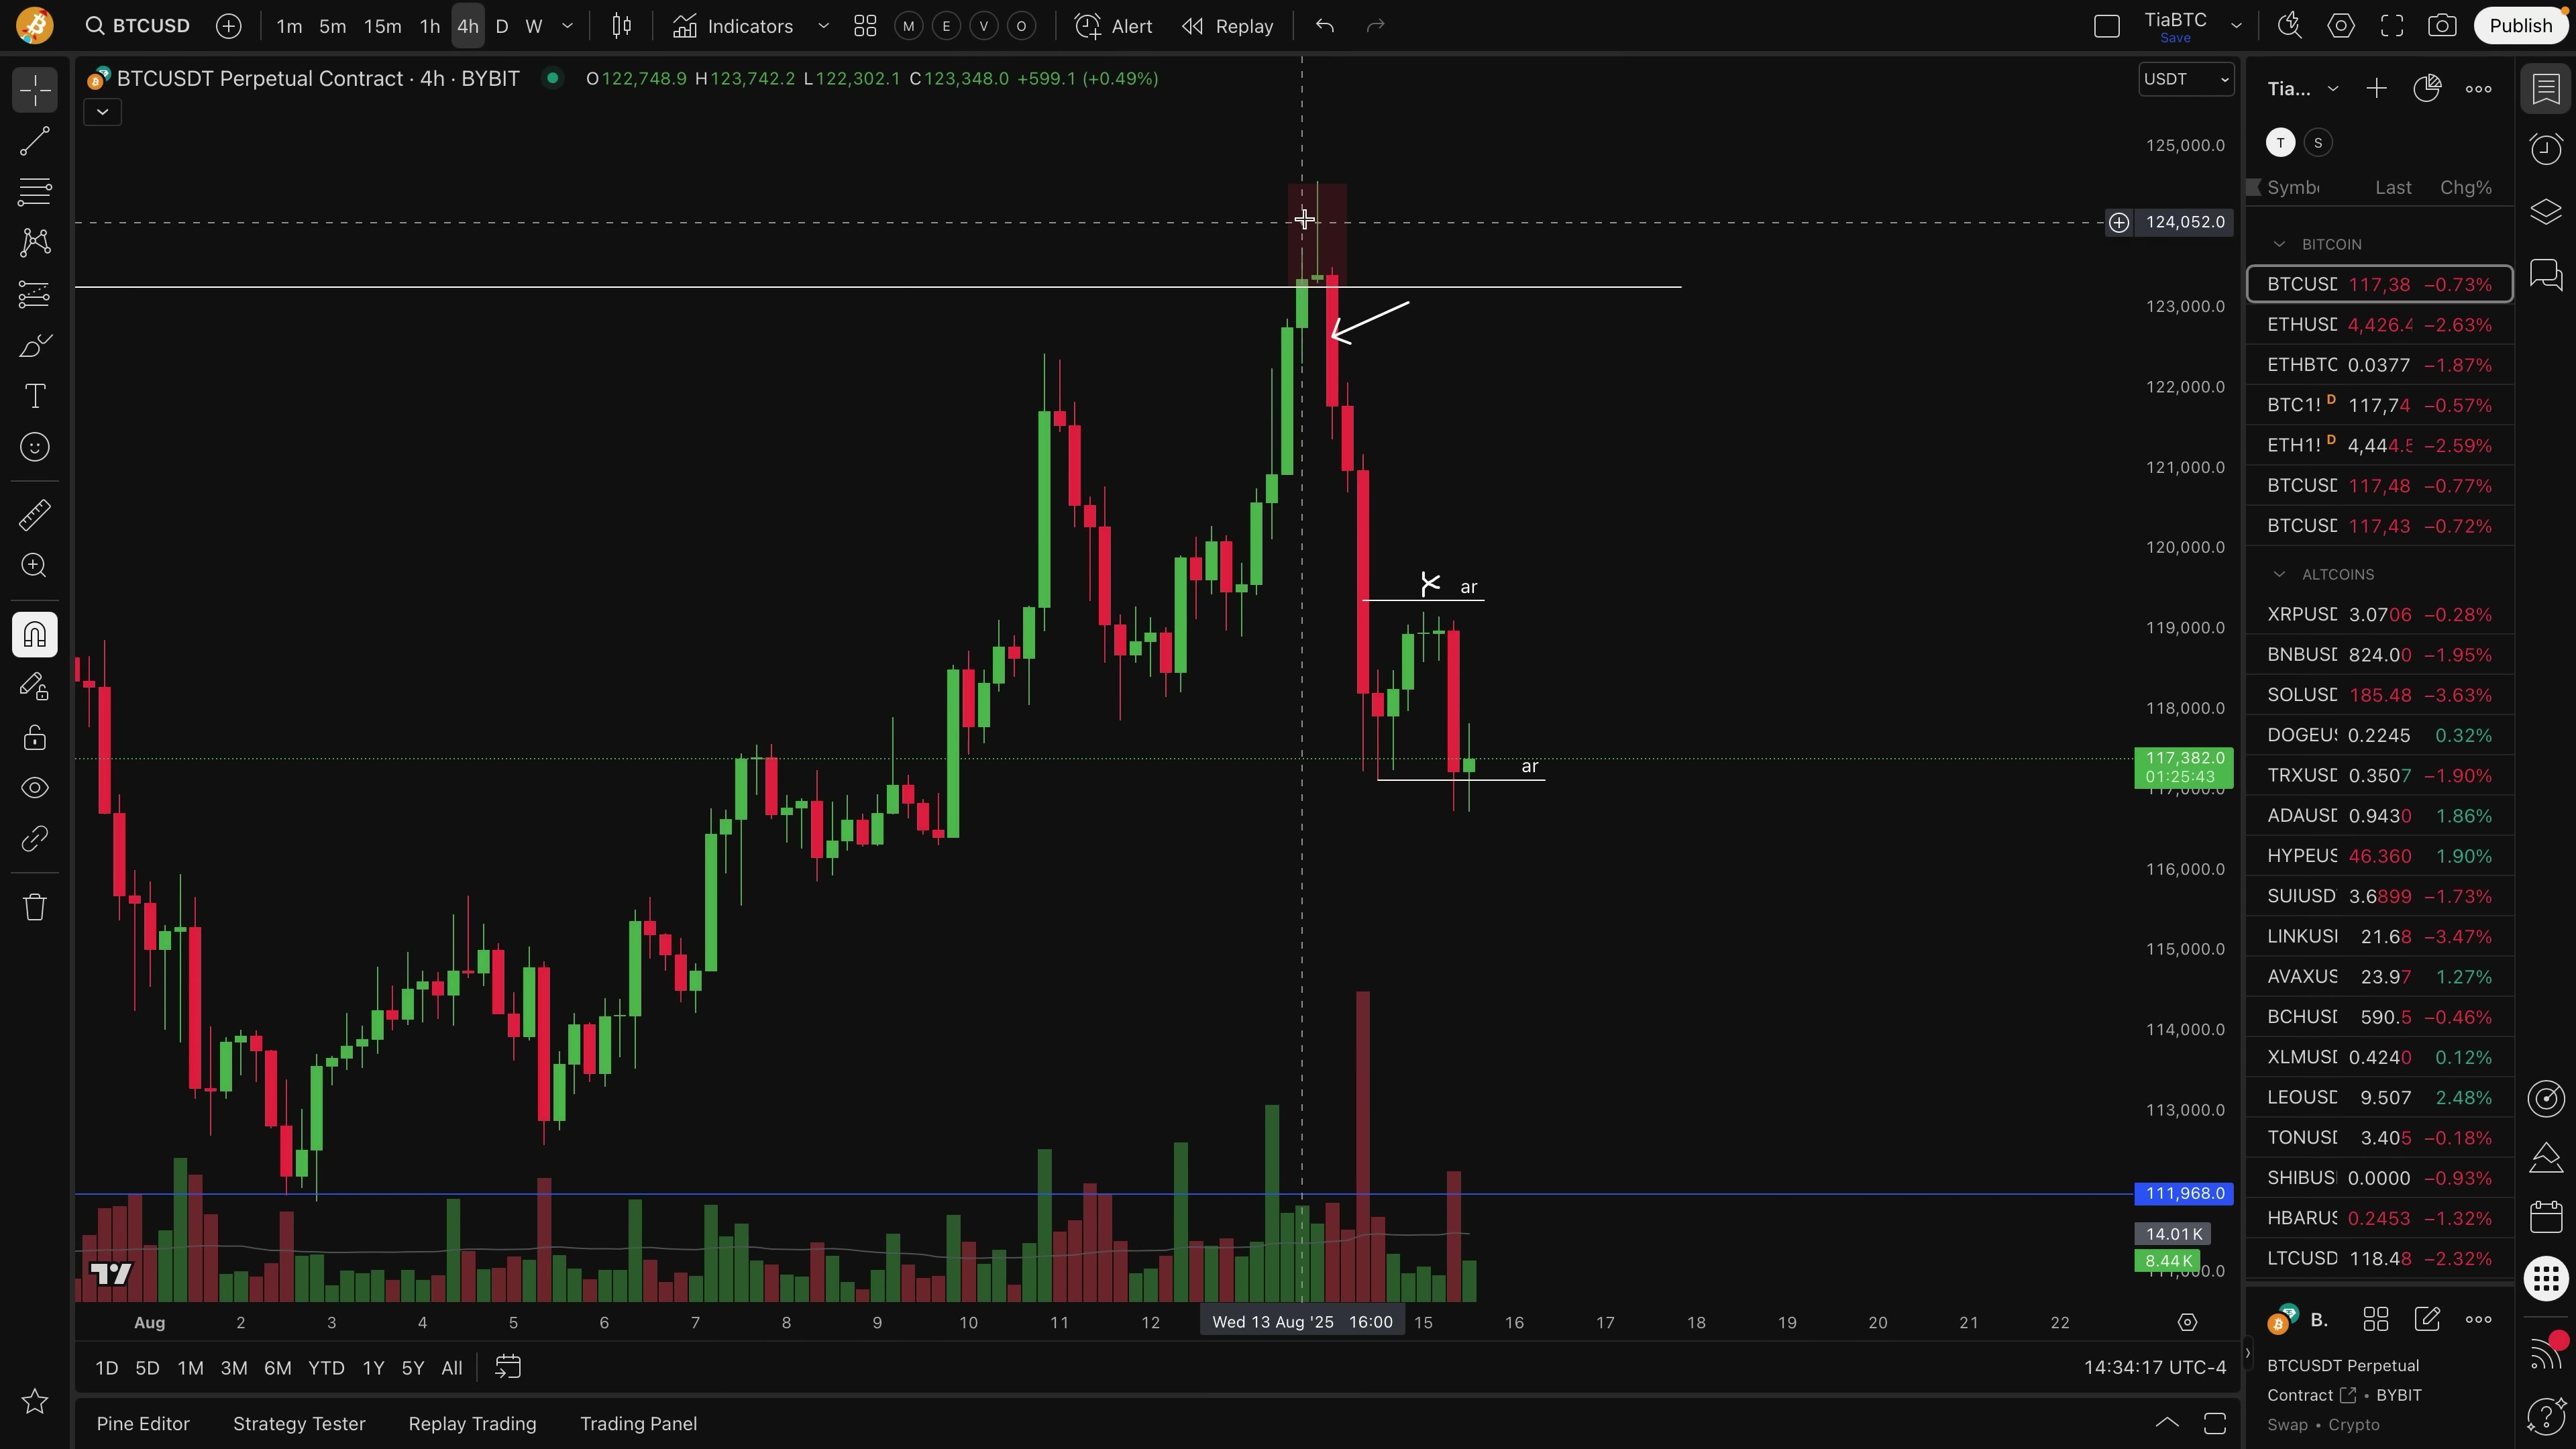 BTCUSD 1m 5m 15m 1h 4h D W Indicators M E V O Alert Replay TiaBTC Save Publish
BTCUSDT Perpetual Contract · 4h · BYBIT O122,748.9 H123,742.2 L122,302.1 C123,348.0 +599.1 (+0.49%)
USDT
125,000.0
124,052.0
123,000.0
122,000.0
121,000.0
120,000.0
ar
119,000.0
118,000.0
ar
117,382.0
01:25:43
116,000.0
115,000.0
114,000.0
113,000.0
111,968.0
14.01K
8.44K
Aug 2 3 4 5 6 7 8 9 10 11 12 Wed 13 Aug '25 16:00 15 16 17 18 19 20 21 22
1D 5D 1M 3M 6M YTD 1Y 5Y All 14:34:17 UTC-4
Pine Editor Strategy Tester Replay Trading Trading Panel
Tia...
T S
Symb Last Chg%
BITCOIN
BTCUSD 117,38 −0.73%
ETHUSD 4,426.4 −2.63%
ETHBTC 0.0377 −1.87%
BTC1! D 117,74 −0.57%
ETH1! D 4,444.5 −2.59%
BTCUSD 117,48 −0.77%
BTCUSD 117,43 −0.72%
ALTCOINS
XRPUSD 3.0706 −0.28%
BNBUSD 824.00 −1.95%
SOLUSD 185.48 −3.63%
DOGEUS 0.2245 0.32%
TRXUSD 0.3507 −1.90%
ADAUSD 0.9430 1.86%
HYPEUS 46.360 1.90%
SUIUSD 3.6899 −1.73%
LINKUSD 21.68 −3.47%
AVAXUS 23.97 1.27%
BCHUSD 590.5 −0.46%
XLMUSD 0.4240 0.12%
LEOUSD 9.507 2.48%
TONUSD 3.405 −0.18%
SHIBUS 0.0000 −0.93%
HBARUS 0.2453 −1.32%
LTCUSD 118.48 −2.32%
B.
BTCUSDT Perpetual
Contract • BYBIT
Swap • Crypto